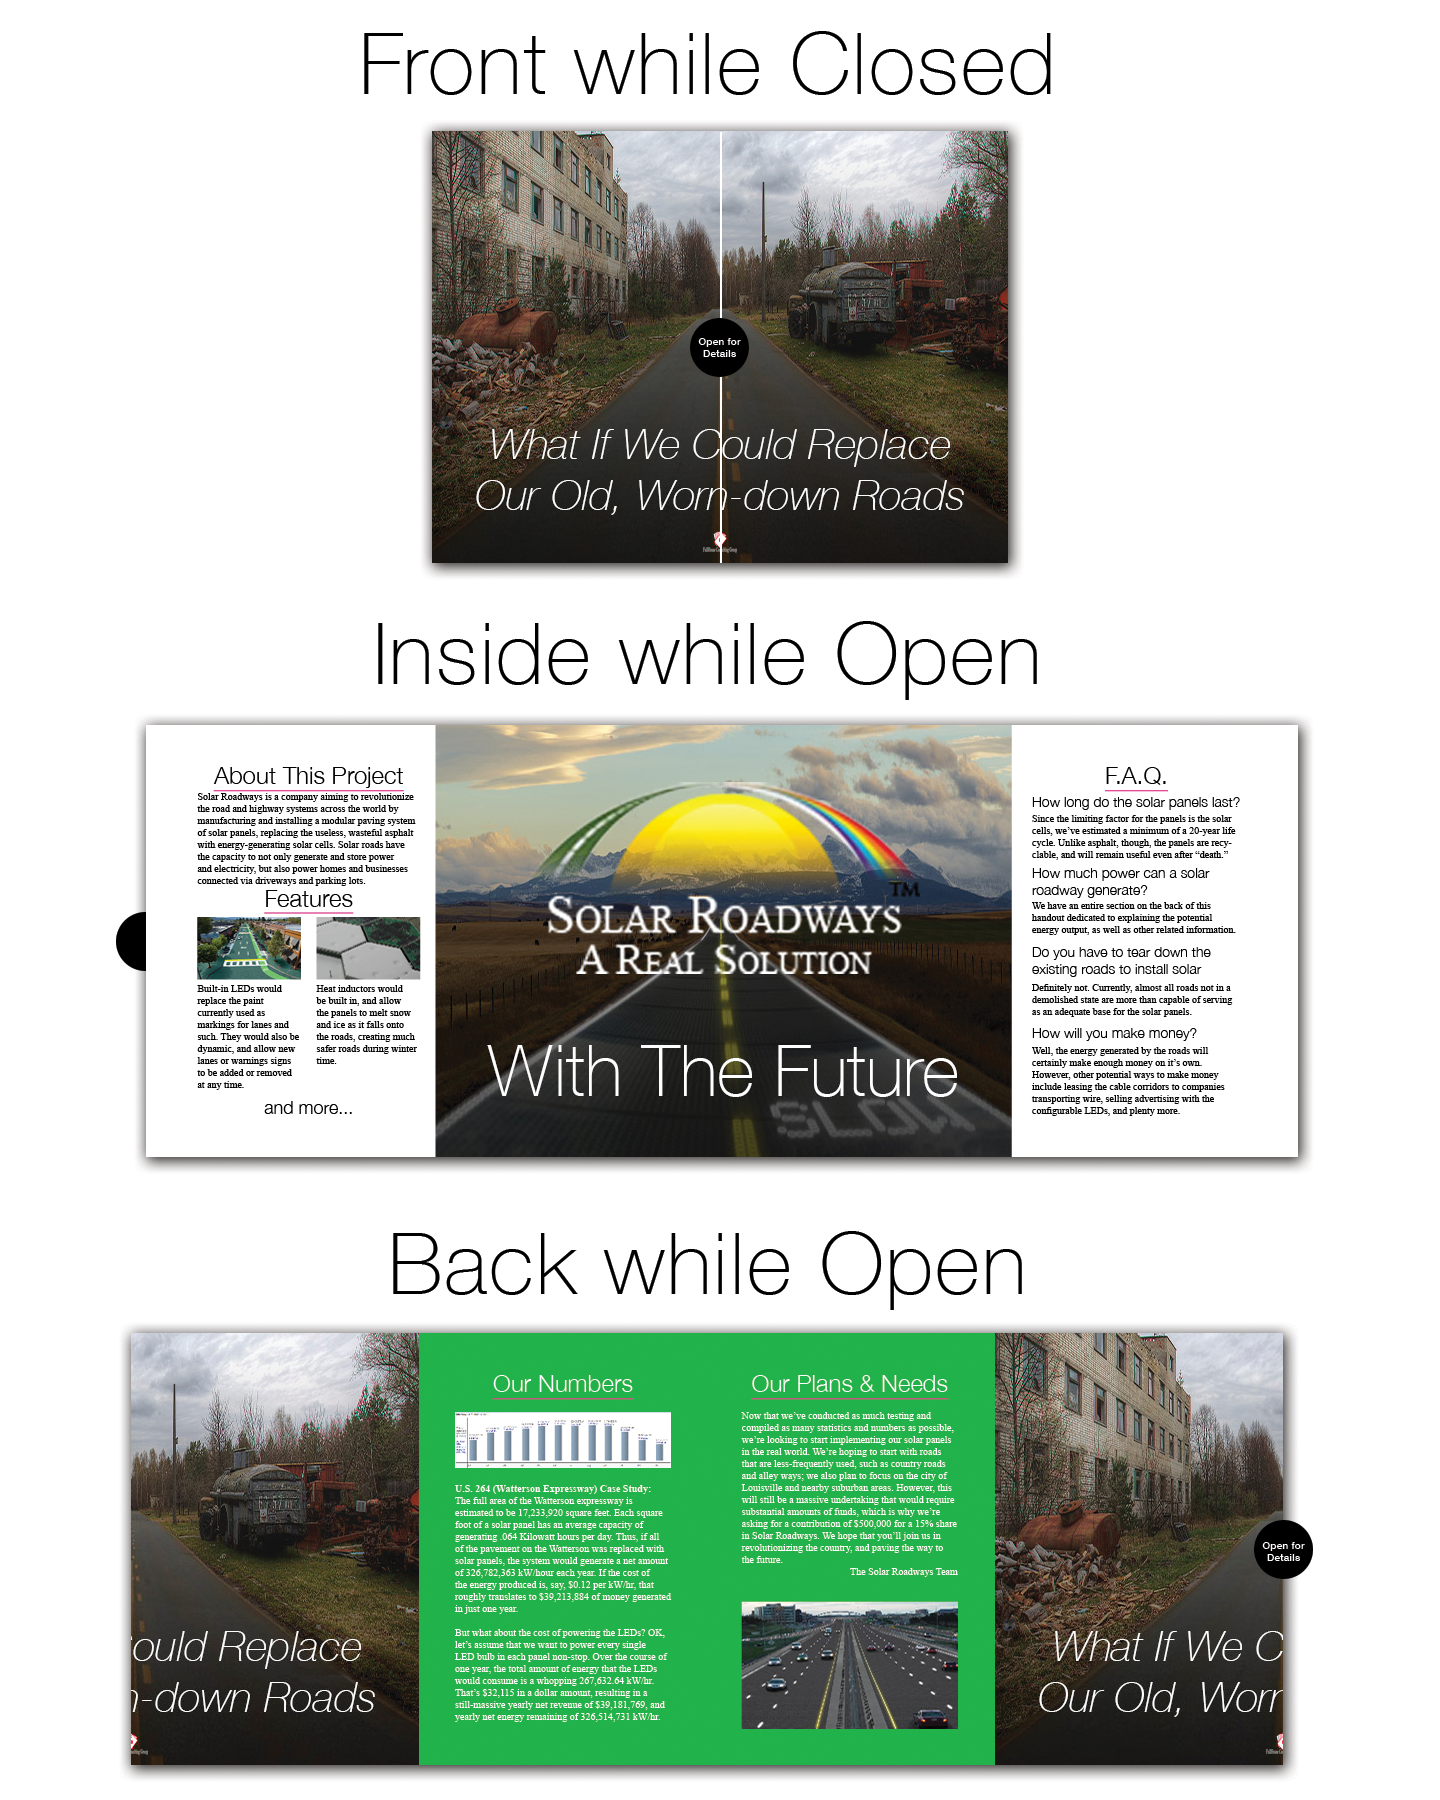 Front while Closed
Open for
Details
What If We Could Replace
Our Old, Worn-down Roads
Inside while Open
About This Project
Solar Roadways is a company aiming to revolutionize
the road and highway systems across the world by
manufacturing and installing a modular paving system
of solar panels, replacing the useless, wasteful asphalt
with energy-generating solar cells. Solar roads have
the capacity to not only generate and store power
and electricity, but also power homes and businesses
connected via driveways and parking lots.
Features
Built-in LEDs would
replace the paint
currently used as
markings for lanes and
such. They would also be
dynamic, and allow new
lanes or warnings signs
to be added or removed
at any time.
Heat inductors would
be built in, and allow
the panels to melt snow
and ice as it falls onto
the roads, creating much
safer roads during winter
time.
and more...
TM
Solar Roadways
A Real Solution
With The Future
SLOW
F.A.Q.
How long do the solar panels last?
Since the limiting factor for the panels is the solar
cells, we've estimated a minimum of a 20-year life
cycle. Unlike asphalt, though, the panels are recy-
clable, and will remain useful even after "death."
How much power can a solar
roadway generate?
We have an entire section on the back of this
handout dedicated to explaining the potential
energy output, as well as other related information.
Do you have to tear down the
existing roads to install solar
Definitely not. Currently, almost all roads not in a
demolished state are more than capable of serving
as an adequate base for the solar panels.
How will you make money?
Well, the energy generated by the roads will
certainly make enough money on it's own.
However, other potential ways to make money
include leasing the cable corridors to companies
transporting wire, selling advertising with the
configurable LEDs, and plenty more.
Back while Open
ould Replace
n-down Roads
Our Numbers
U.S. 264 (Watterson Expressway) Case Study:
The full area of the Watterson expressway is
estimated to be 17,233,920 square feet. Each square
foot of a solar panel has an average capacity of
generating .064 Kilowatt hours per day. Thus, if all
of the pavement on the Watterson was replaced with
solar panels, the system would generate a net amount
of 326,782,363 kW/hour each year. If the cost of
the energy produced is, say, $0.12 per kW/hr, that
roughly translates to $39,213,884 of money generated
in just one year.
But what about the cost of powering the LEDs? OK,
let's assume that we want to power every single
LED bulb in each panel non-stop. Over the course of
one year, the total amount of energy that the LEDs
would consume is a whopping 267,632.64 kW/hr.
That's $32,115 in a dollar amount, resulting in a
still-massive yearly net revenue of $39,181,769, and
yearly net energy remaining of 326,514,731 kW/hr.
Our Plans & Needs
Now that we've conducted as much testing and
compiled as many statistics and numbers as possible,
we're looking to start implementing our solar panels
in the real world. We're hoping to start with roads
that are less-frequently used, such as country roads
and alley ways; we also plan to focus on the city of
Louisville and nearby suburban areas. However, this
will still be a massive undertaking that would require
substantial amounts of funds, which is why we're
asking for a contribution of $500,000 for a 15% share
in Solar Roadways. We hope that you'll join us in
revolutionizing the country, and paving the way to
the future.
The Solar Roadways Team
Open for
Details
What If We C
Our Old, Worn